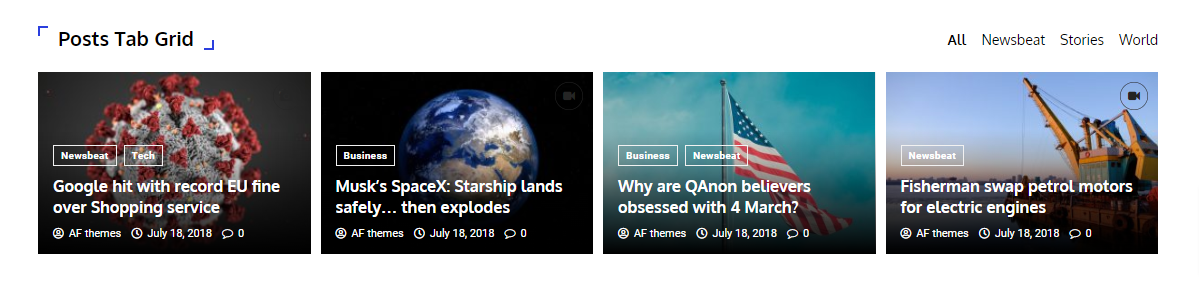 Posts Tab Grid
All Newsbeat Stories World
Newsbeat Tech
Google hit with record EU fine
over Shopping service
AF themes July 18, 2018 0
Business
Musk’s SpaceX: Starship lands
safely… then explodes
AF themes July 18, 2018 0
Business Newsbeat
Why are QAnon believers
obsessed with 4 March?
AF themes July 18, 2018 0
Newsbeat
Fisherman swap petrol motors
for electric engines
AF themes July 18, 2018 0